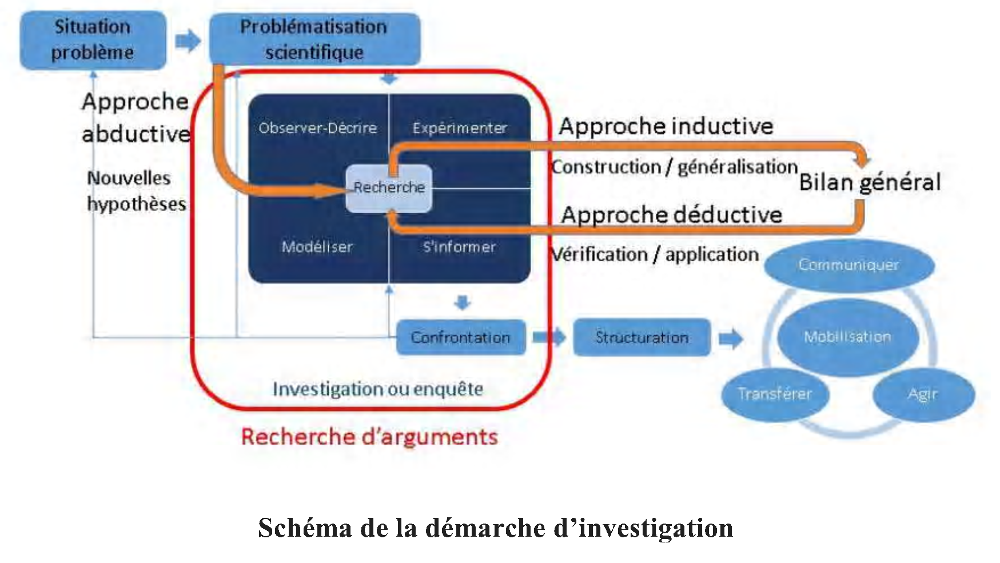 Situation
problème
Problématisation
scientifique
Approche
abductive
Nouvelles
hypothèses
Observer-Décrire
Expérimenter
Recherche
Modéliser
S'informer
Approche inductive
Construction / généralisation
Bilan général
Approche déductive
Vérification / application
Confrontation
Structuration
Communiquer
Mobilisation
Transférer
Agir
Investigation ou enquête
Recherche d'arguments
Schéma de la démarche d'investigation